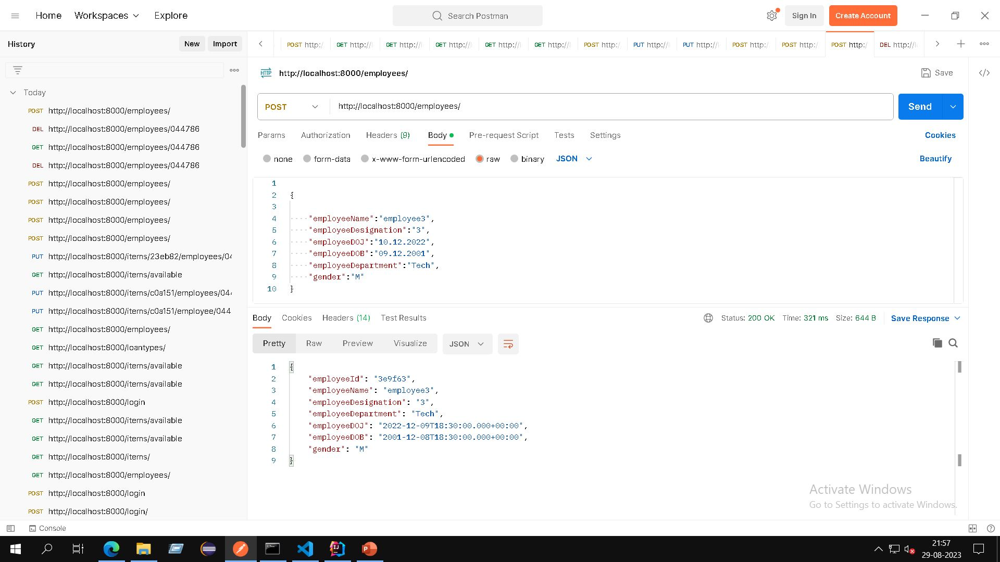 Home Workspaces Explore Search Postman Sign In Create Account
History New Import
POST http:/ GET http://l GET http://l GET http://l GET http://l GET http://l POST http:/ PUT http://l PUT http://l POST http:/ POST http:/ POST http:/ DEL http://l
HTTP http://localhost:8000/employees/ Save </>
Today
POST http://localhost:8000/employees/
DEL http://localhost:8000/employees/044786
GET http://localhost:8000/employees/044786
DEL http://localhost:8000/employees/044786
POST http://localhost:8000/employees/
POST http://localhost:8000/employees/
POST http://localhost:8000/employees/
POST http://localhost:8000/employees/
PUT http://localhost:8000/items/23eb82/employees/04
GET http://localhost:8000/items/available
PUT http://localhost:8000/items/c0a151/employees/04
PUT http://localhost:8000/items/c0a151/employee/044
GET http://localhost:8000/employees/
GET http://localhost:8000/loantypes/
GET http://localhost:8000/items/available
GET http://localhost:8000/items/available
POST http://localhost:8000/login
GET http://localhost:8000/items/available
GET http://localhost:8000/items/available
GET http://localhost:8000/items/
GET http://localhost:8000/employees/
POST http://localhost:8000/login
POST http://localhost:8000/login/
POST http://localhost:8000/employees/ Send
Params Authorization Headers (9) Body Pre-request Script Tests Settings Cookies
none form-data x-www-form-urlencoded raw binary JSON Beautify
1
2 {
3
4 "employeeName":"employee3",
5 "employeeDesignation":"3",
6 "employeeDOJ":"10.12.2022",
7 "employeeDOB":"09.12.2001",
8 "employeeDepartment":"Tech",
9 "gender":"M"
10 }
Body Cookies Headers (14) Test Results Status: 200 OK Time: 321 ms Size: 644 B Save Response
Pretty Raw Preview Visualize JSON
1 {
2 "employeeId": "3e9f63",
3 "employeeName": "employee3",
4 "employeeDesignation": "3",
5 "employeeDepartment": "Tech",
6 "employeeDOJ": "2022-12-09T18:30:00.000+00:00",
7 "employeeDOB": "2001-12-08T18:30:00.000+00:00",
8 "gender": "M"
9 }
Activate Windows
Go to Settings to activate Windows.
Console
21:57
29-08-2023